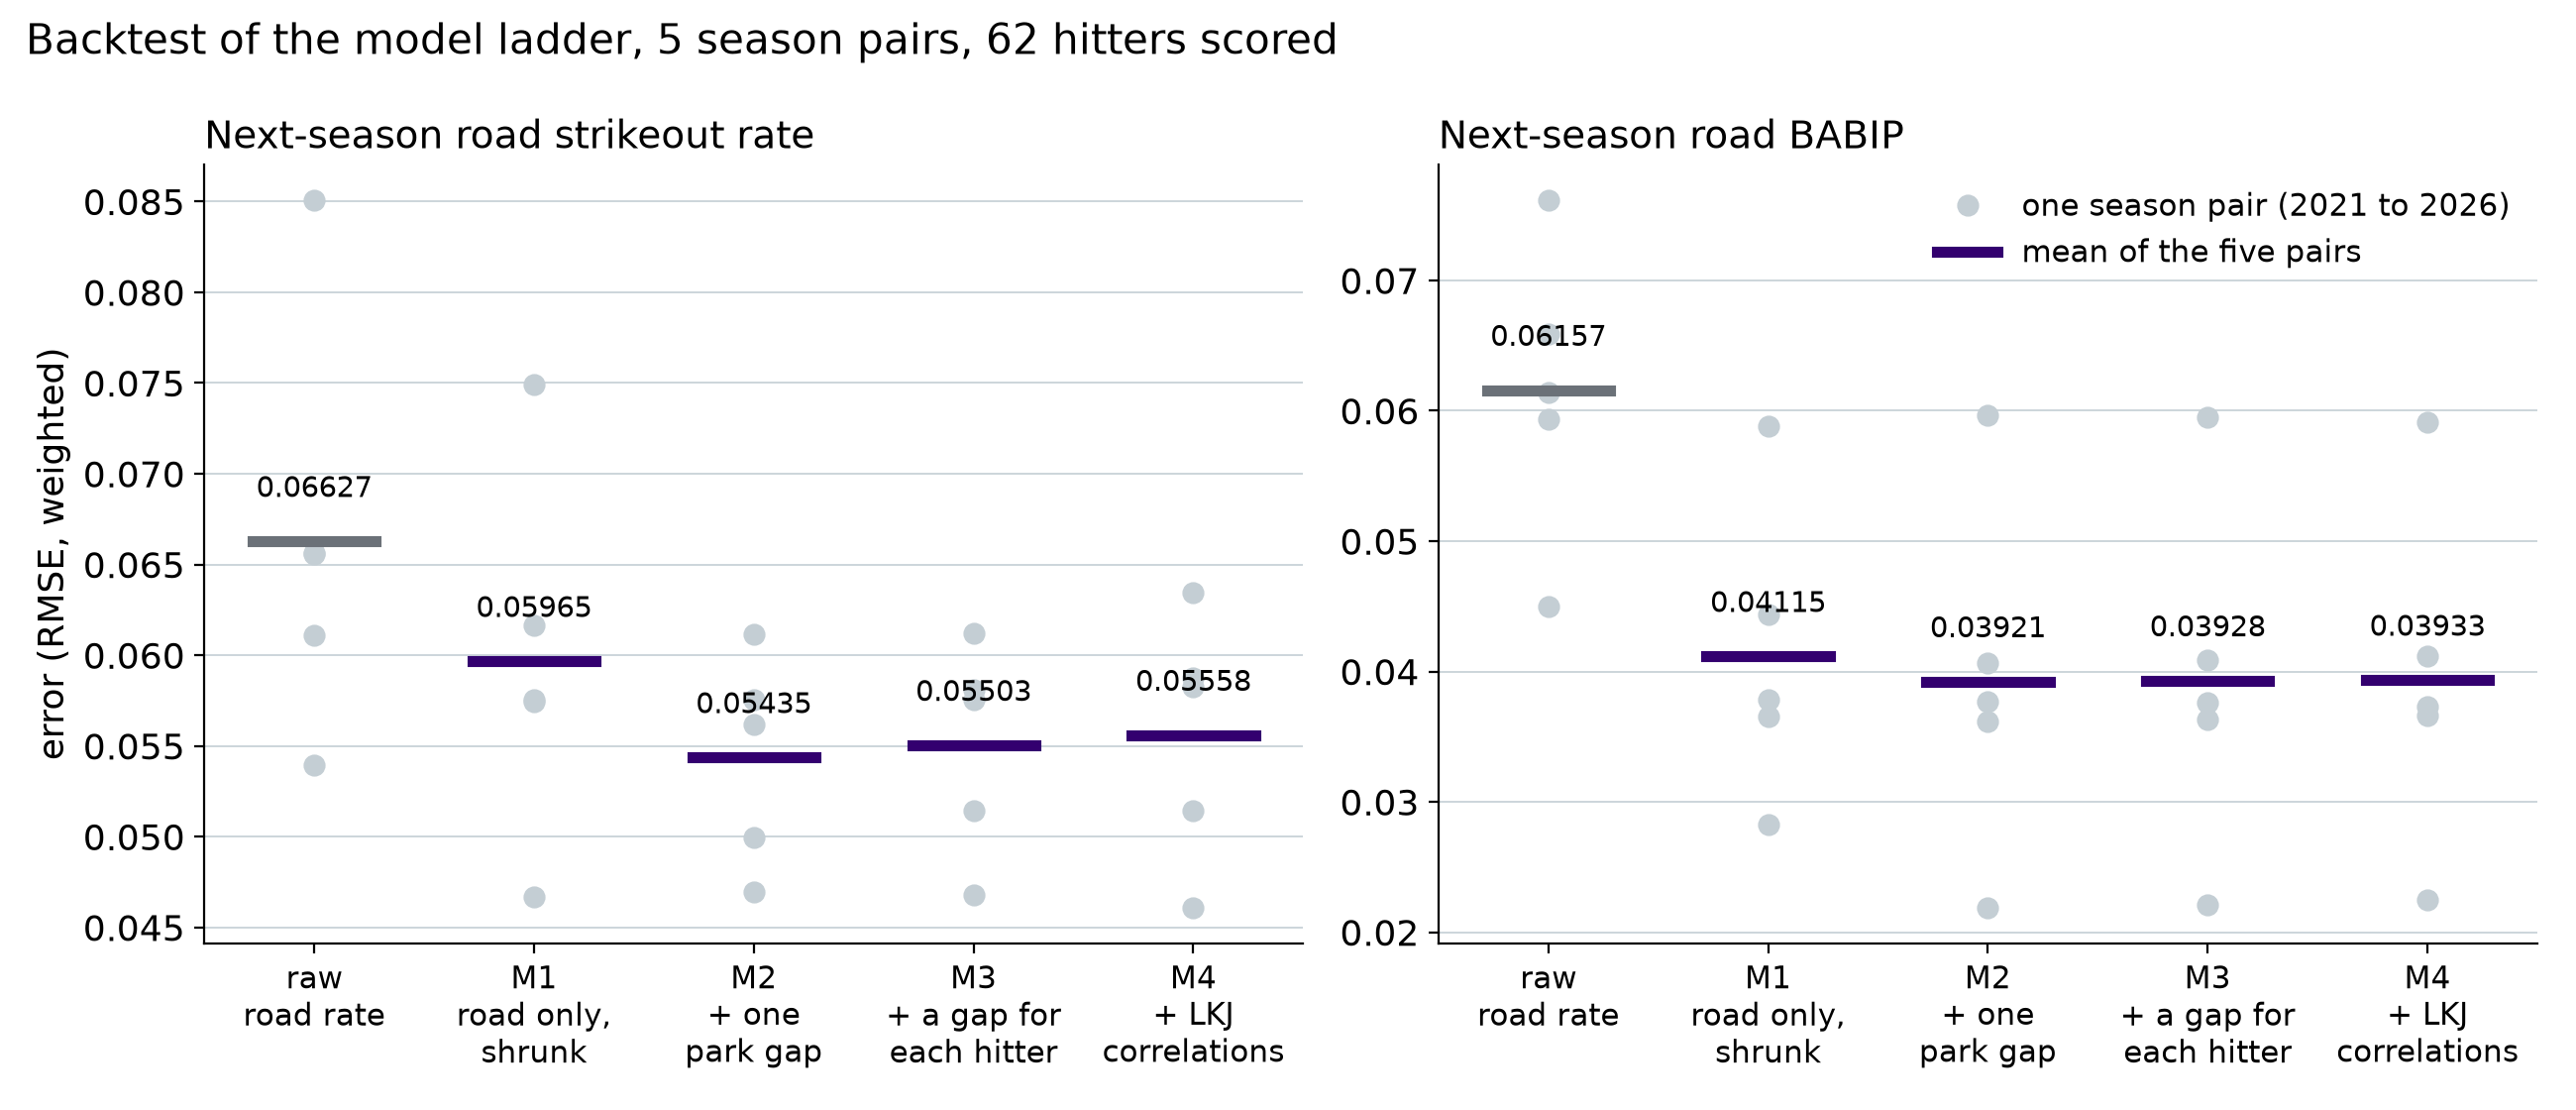 Backtest of the model ladder, 5 season pairs, 62 hitters scored
Next-season road strikeout rate
error (RMSE, weighted)
0.085
0.080
0.075
0.070
0.065
0.060
0.055
0.050
0.045
0.06627
0.05965
0.05435
0.05503
0.05558
raw
road rate
M1
road only,
shrunk
M2
+ one
park gap
M3
+ a gap for
each hitter
M4
+ LKJ
correlations
Next-season road BABIP
one season pair (2021 to 2026)
mean of the five pairs
0.07
0.06
0.05
0.04
0.03
0.02
0.06157
0.04115
0.03921
0.03928
0.03933
raw
road rate
M1
road only,
shrunk
M2
+ one
park gap
M3
+ a gap for
each hitter
M4
+ LKJ
correlations